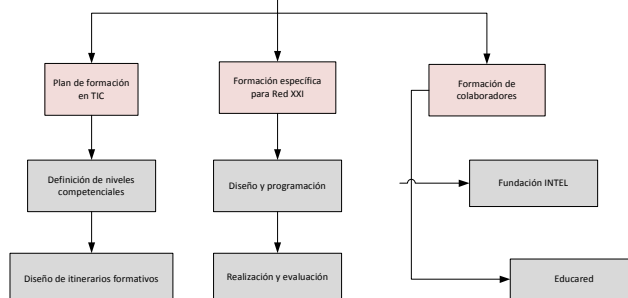 Plan de formación
en TIC
Formación específica
para Red XXI
Formación de
colaboradores
Definición de niveles
competenciales
Diseño y programación
Fundación INTEL
Diseño de itinerarios formativos
Realización y evaluación
Educared